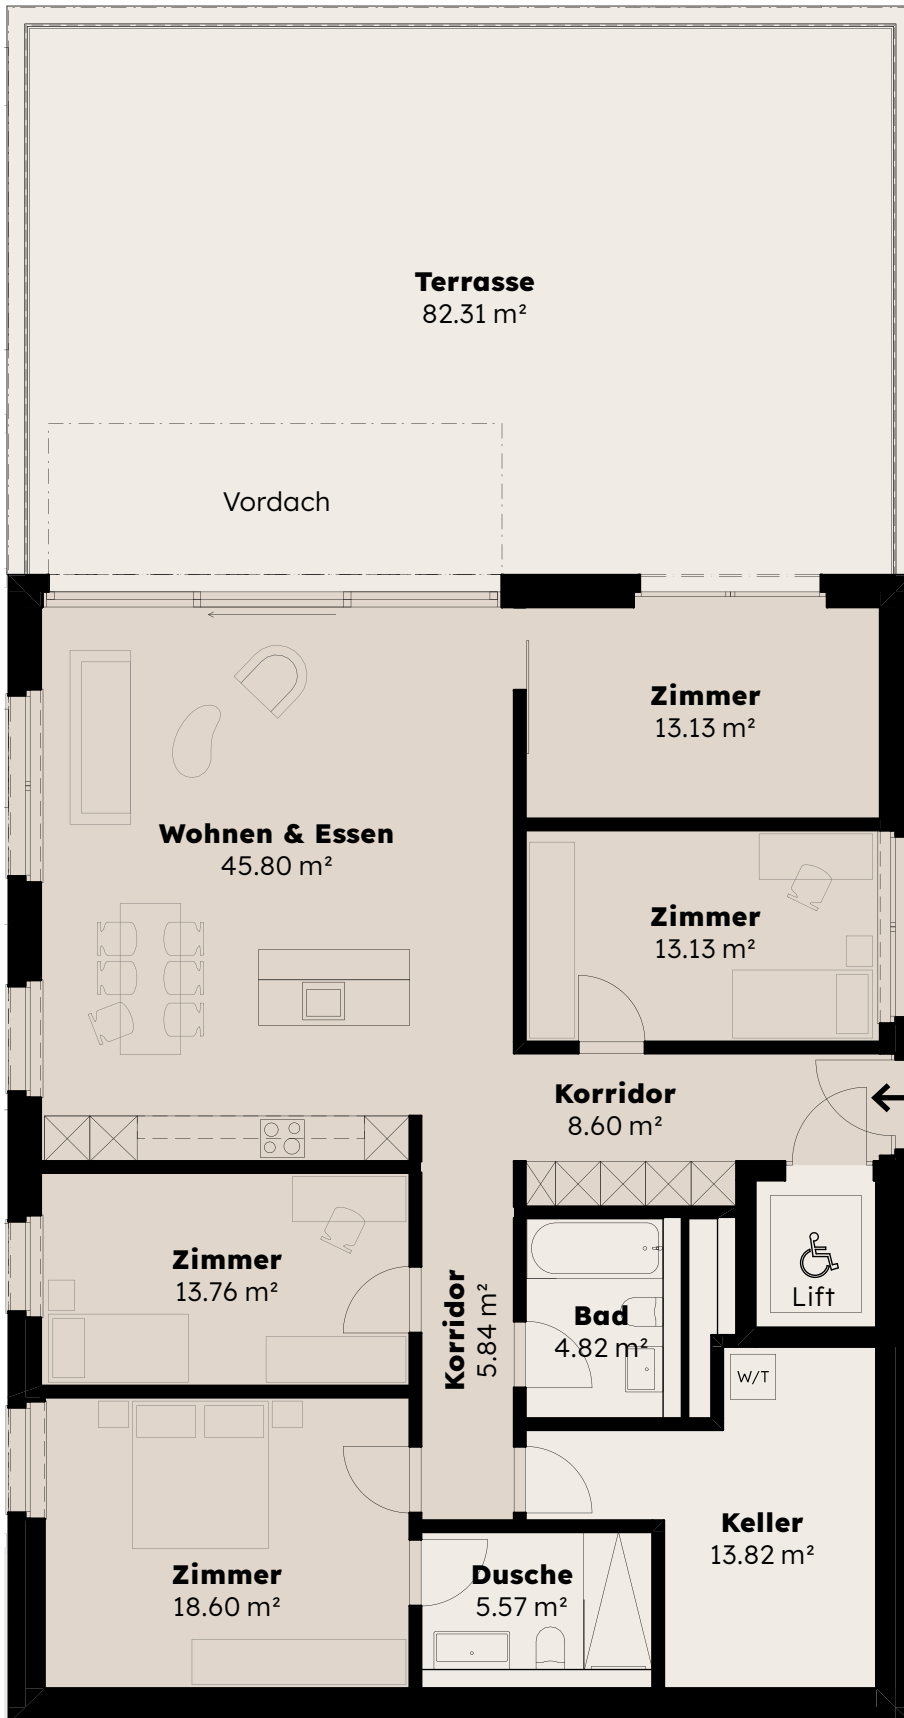 Terrasse
82.31 m²
Vordach
Zimmer
13.13 m²
Wohnen & Essen
45.80 m²
Zimmer
13.13 m²
Korridor
8.60 m²
Zimmer
13.76 m²
Korridor
5.84 m²
Bad
4.82 m²
Lift
W/T
Keller
13.82 m²
Zimmer
18.60 m²
Dusche
5.57 m²